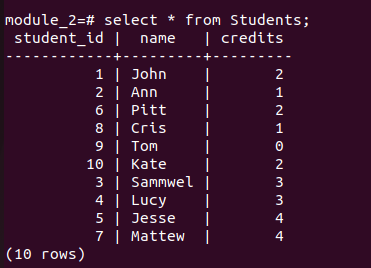 module_2=# select * from Students;
 student_id |  name   | credits
------------+---------+---------
          1 | John    |       2
          2 | Ann     |       1
          6 | Pitt    |       2
          8 | Cris    |       1
          9 | Tom     |       0
         10 | Kate    |       2
          3 | Sammwel |       3
          4 | Lucy    |       3
          5 | Jesse   |       4
          7 | Mattew  |       4
(10 rows)